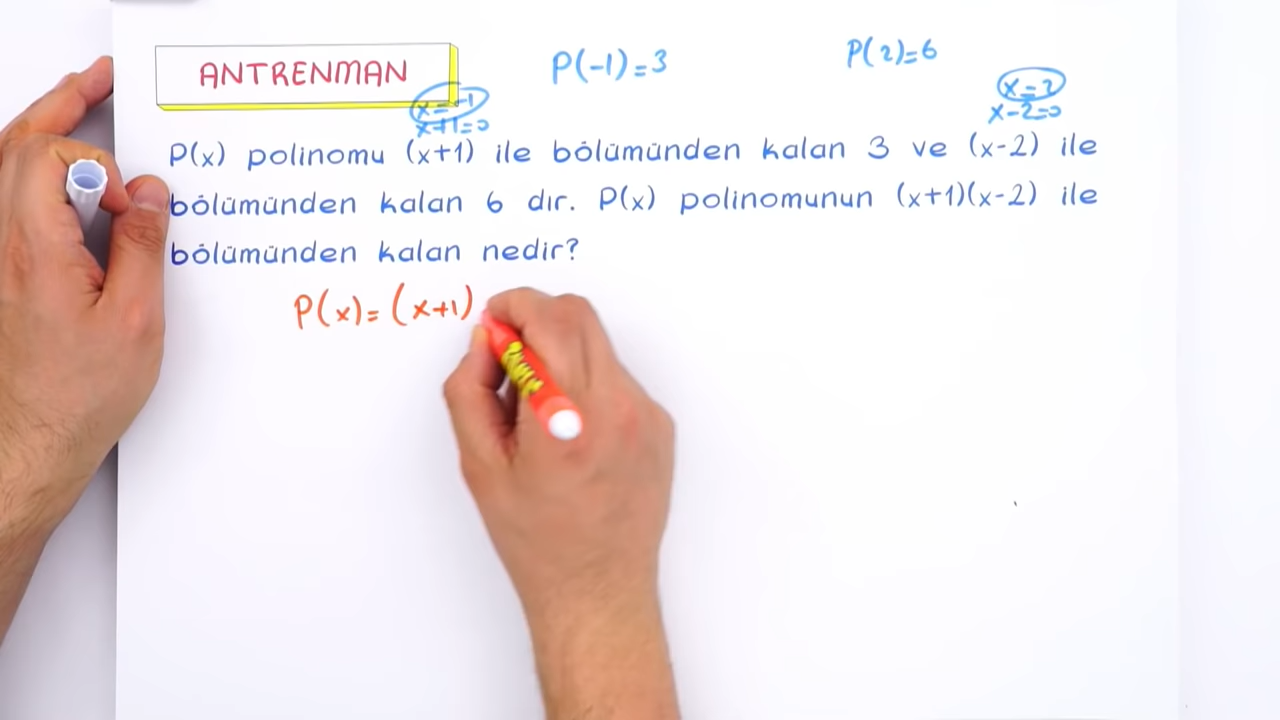 ANTRENMAN
P(-1)=3
P(2)=6
x=-1
x+1=0
x=2
x-2=0
P(x) polinomu (x+1) ile bölümünden kalan 3 ve (x-2) ile
bölümünden kalan 6 dır. P(x) polinomunun (x+1)(x-2) ile
bölümünden kalan nedir?
P(x)=(x+1)